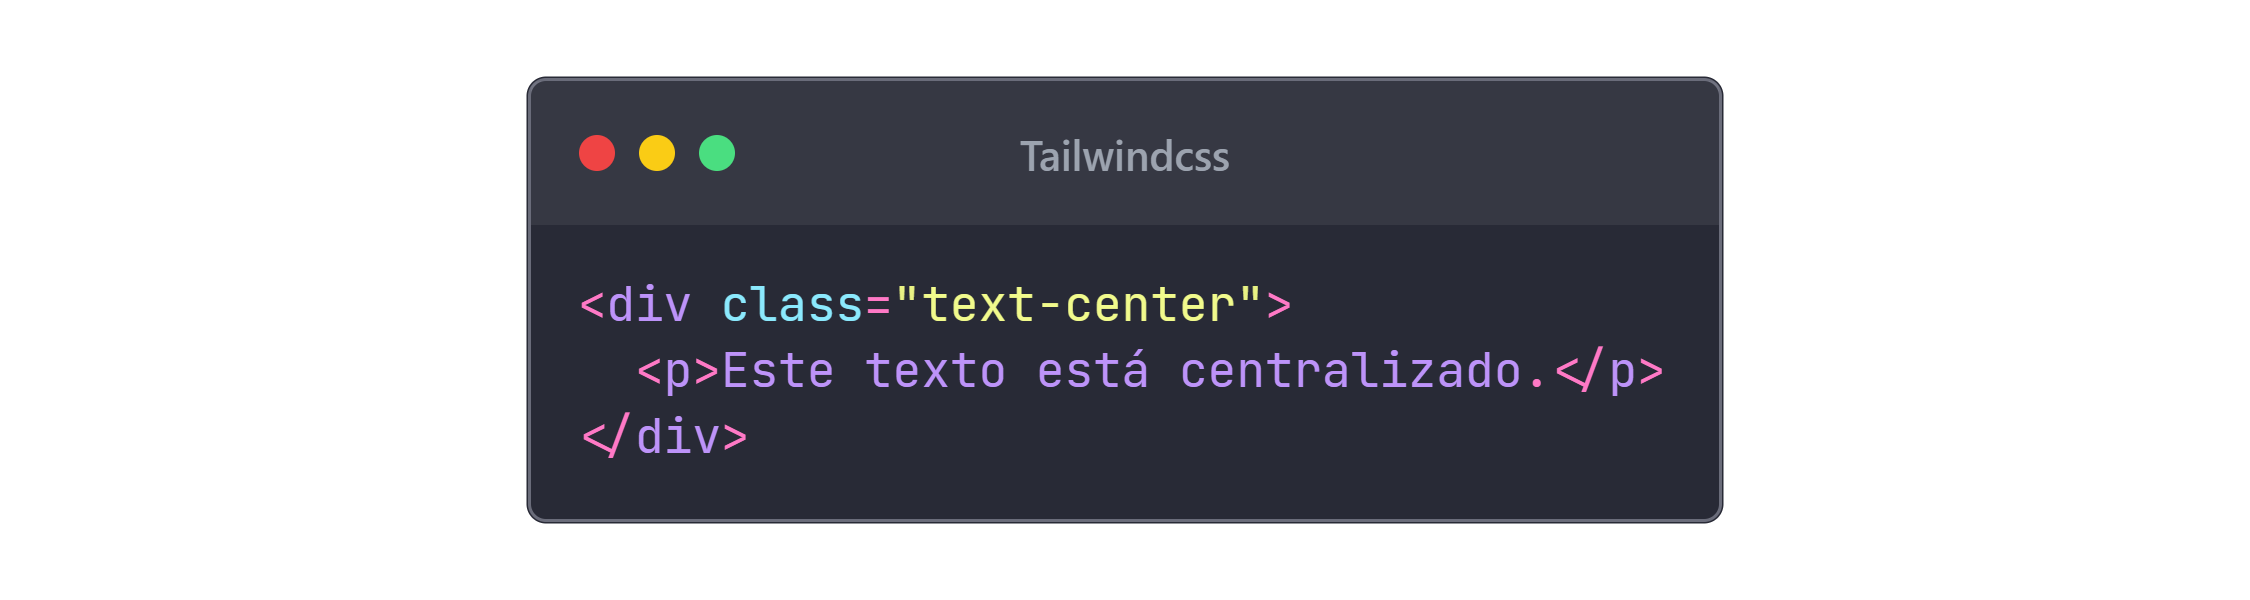 Tailwindcss
<div class="text-center">
  <p>Este texto está centralizado.</p>
</div>